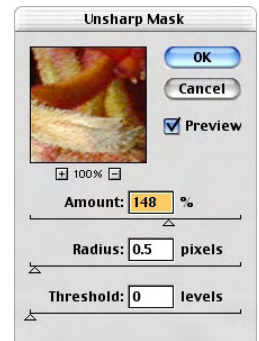 Unsharp Mask
OK
Cancel
Preview
+ 100% −
Amount: 148 %
Radius: 0.5 pixels
Threshold: 0 levels